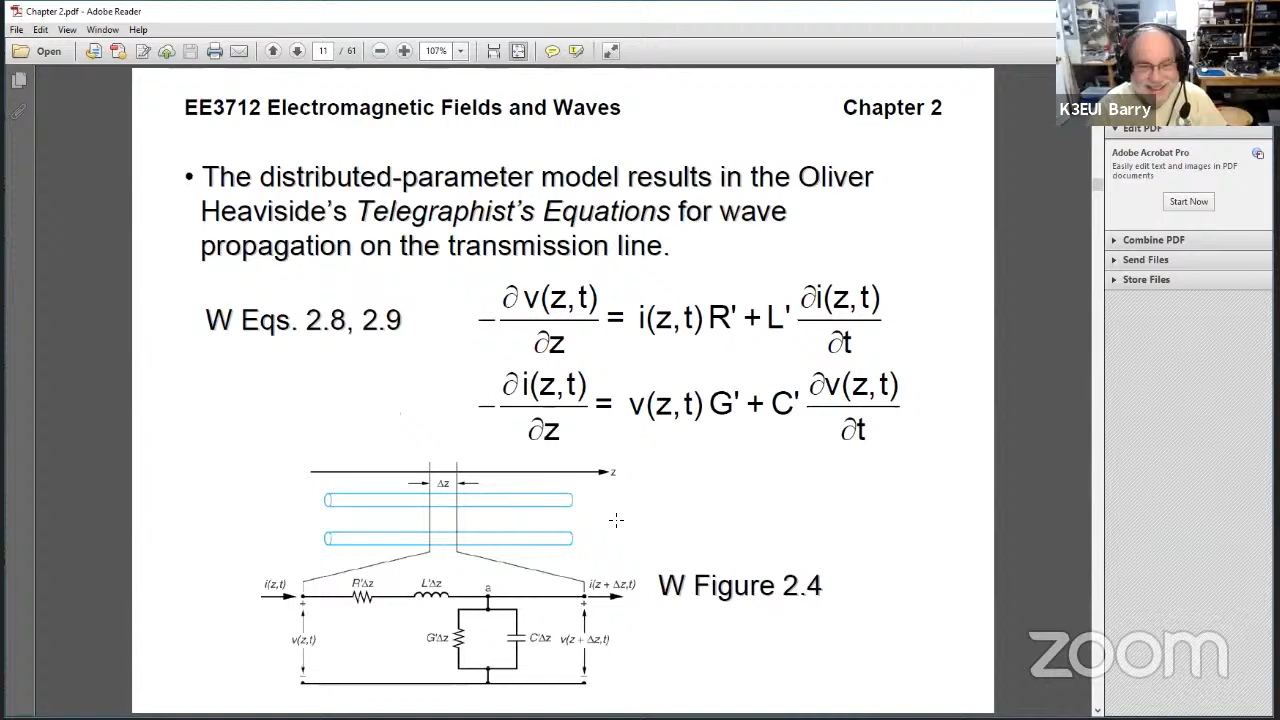 Chapter 2.pdf - Adobe Reader
File Edit View Window Help
Open 11 / 61 107%
K3EUI Barry
EE3712 Electromagnetic Fields and Waves Chapter 2
• The distributed-parameter model results in the Oliver
Heaviside's Telegraphist's Equations for wave
propagation on the transmission line.
W Eqs. 2.8, 2.9
−∂v(z,t)/∂z = i(z,t) R' + L' ∂i(z,t)/∂t
−∂i(z,t)/∂z = v(z,t) G' + C' ∂v(z,t)/∂t
z
Δz
i(z,t) R'Δz L'Δz a i(z + Δz,t)
+ +
v(z,t) G'Δz C'Δz v(z + Δz,t)
− −
W Figure 2.4
Edit PDF
Adobe Acrobat Pro
Easily edit text and images in PDF
documents
Start Now
Combine PDF
Send Files
Store Files
zoom